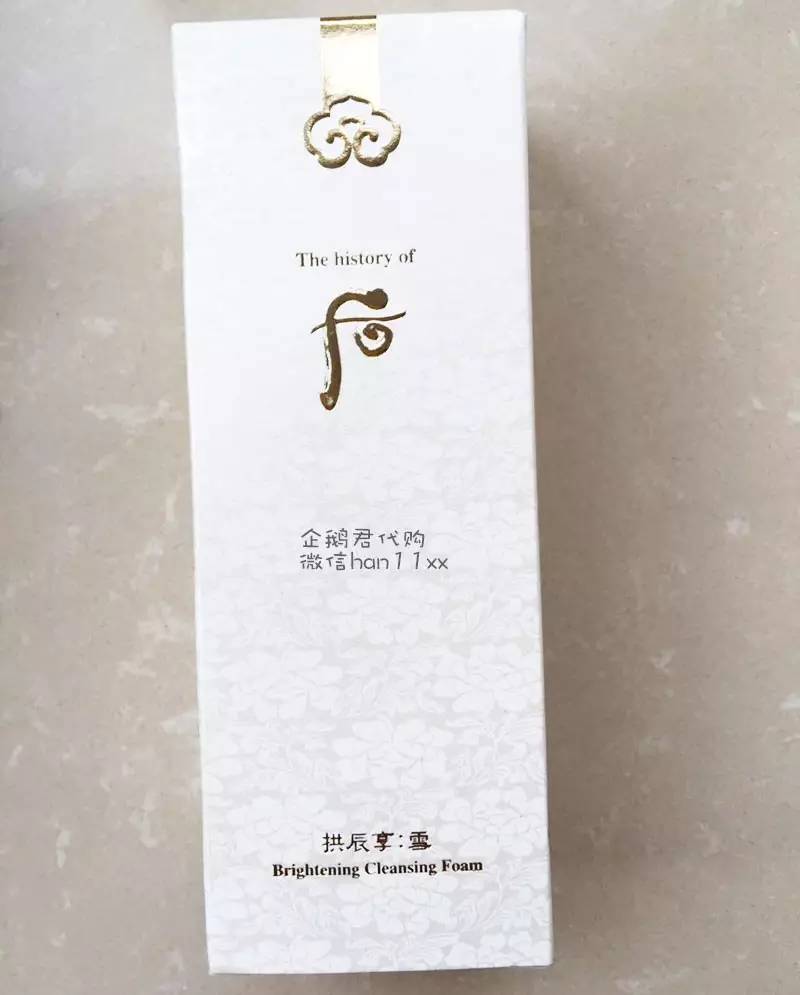 The history of
后
企鹅君代购
微信han11xx
拱辰享:雪
Brightening Cleansing Foam